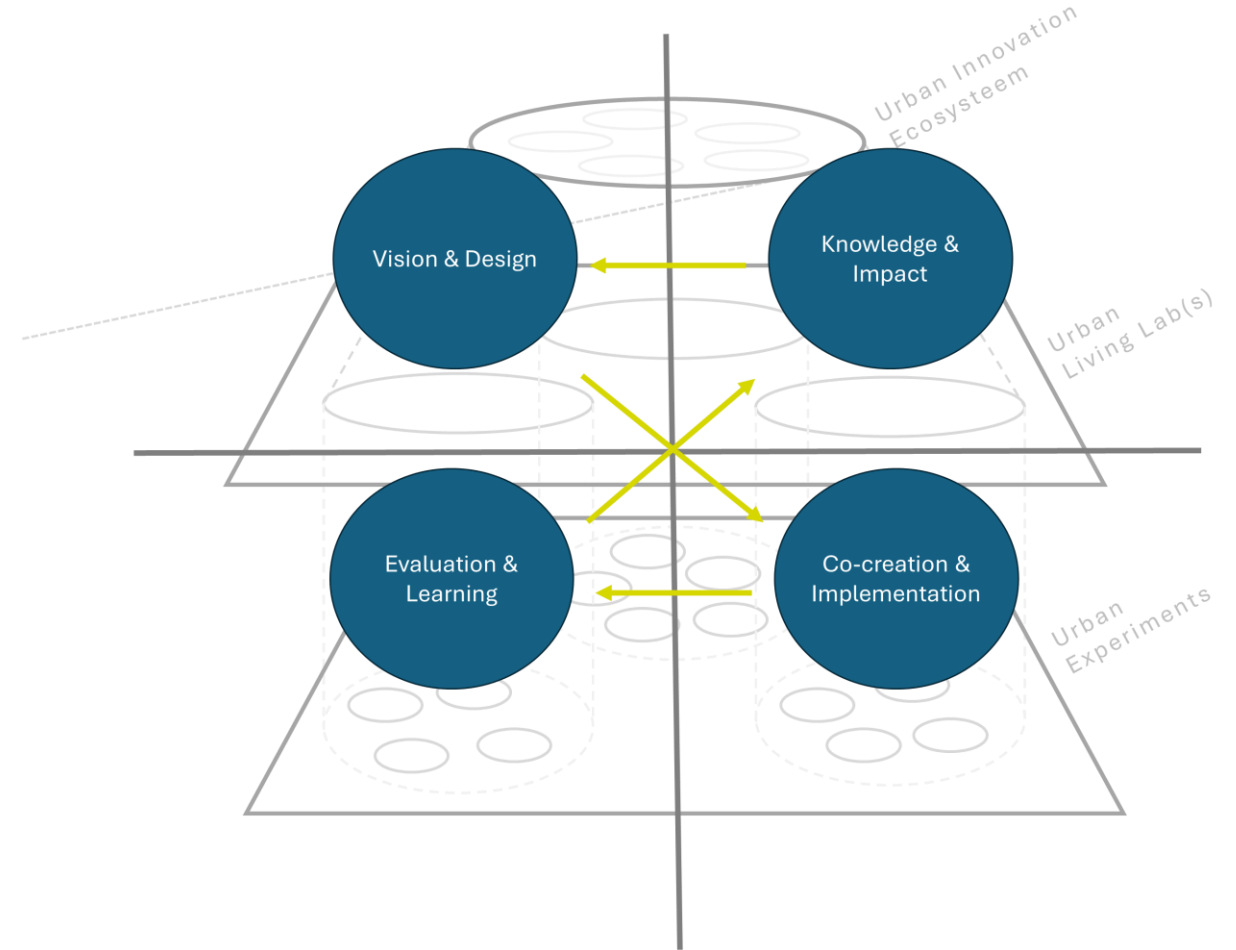 Urban Innovation
Ecosysteem
Vision & Design
Knowledge &
Impact
Urban
Living Lab(s)
Evaluation &
Learning
Co-creation &
Implementation
Urban
Experiments